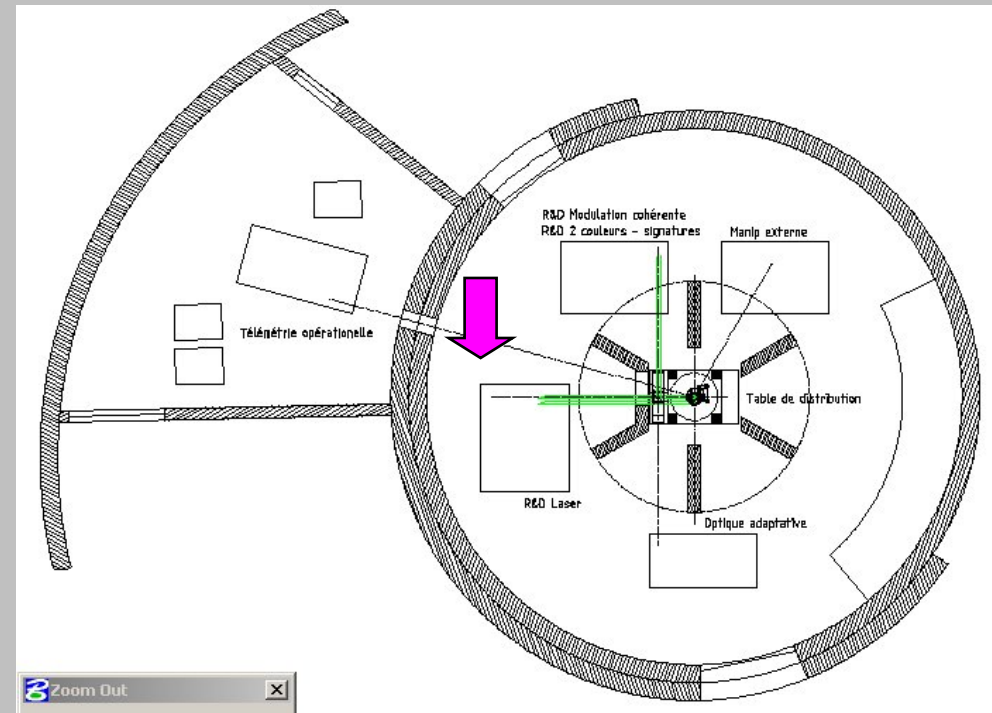 R&D Modulation cohérente
R&D 2 couleurs - signatures
Manip externe
Télémétrie opérationelle
Table de distribution
R&D Laser
Optique adaptative
Zoom Out